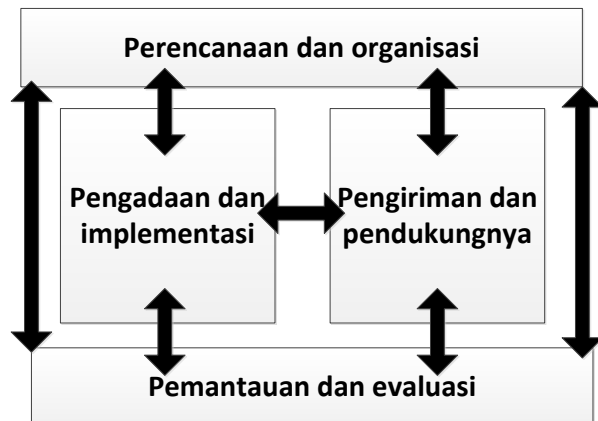 Perencanaan dan organisasi
Pengadaan dan
implementasi
Pengiriman dan
pendukungnya
Pemantauan dan evaluasi